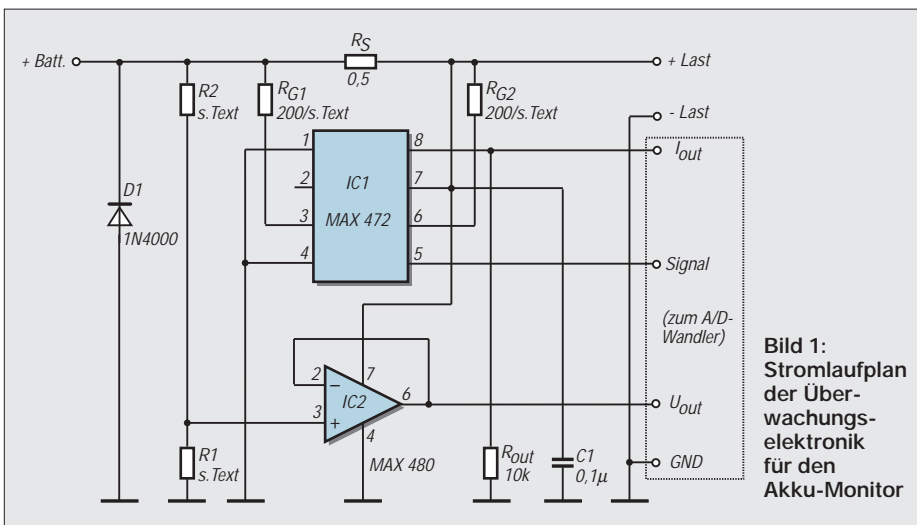 + Batt.
R2
s.Text
RG1
200/s.Text
RS
0,5
RG2
200/s.Text
+ Last
- Last
Iout
D1
1N4000
1
2
3
4
IC1
MAX 472
8
7
6
5
Signal
(zum A/D-
Wandler)
2
3
−
+
IC2
7
6
4
MAX 480
Uout
R1
s.Text
Rout
10k
C1
0,1µ
GND
Bild 1:
Stromlaufplan
der Über-
wachungs-
elektronik
für den
Akku-Monitor